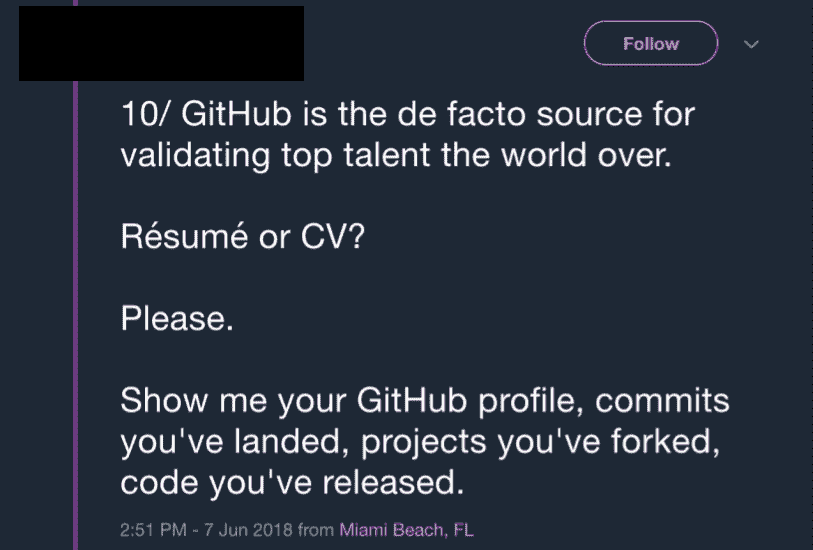 Follow
10/ GitHub is the de facto source for
validating top talent the world over.
Résumé or CV?
Please.
Show me your GitHub profile, commits
you've landed, projects you've forked,
code you've released.
2:51 PM - 7 Jun 2018 from Miami Beach, FL